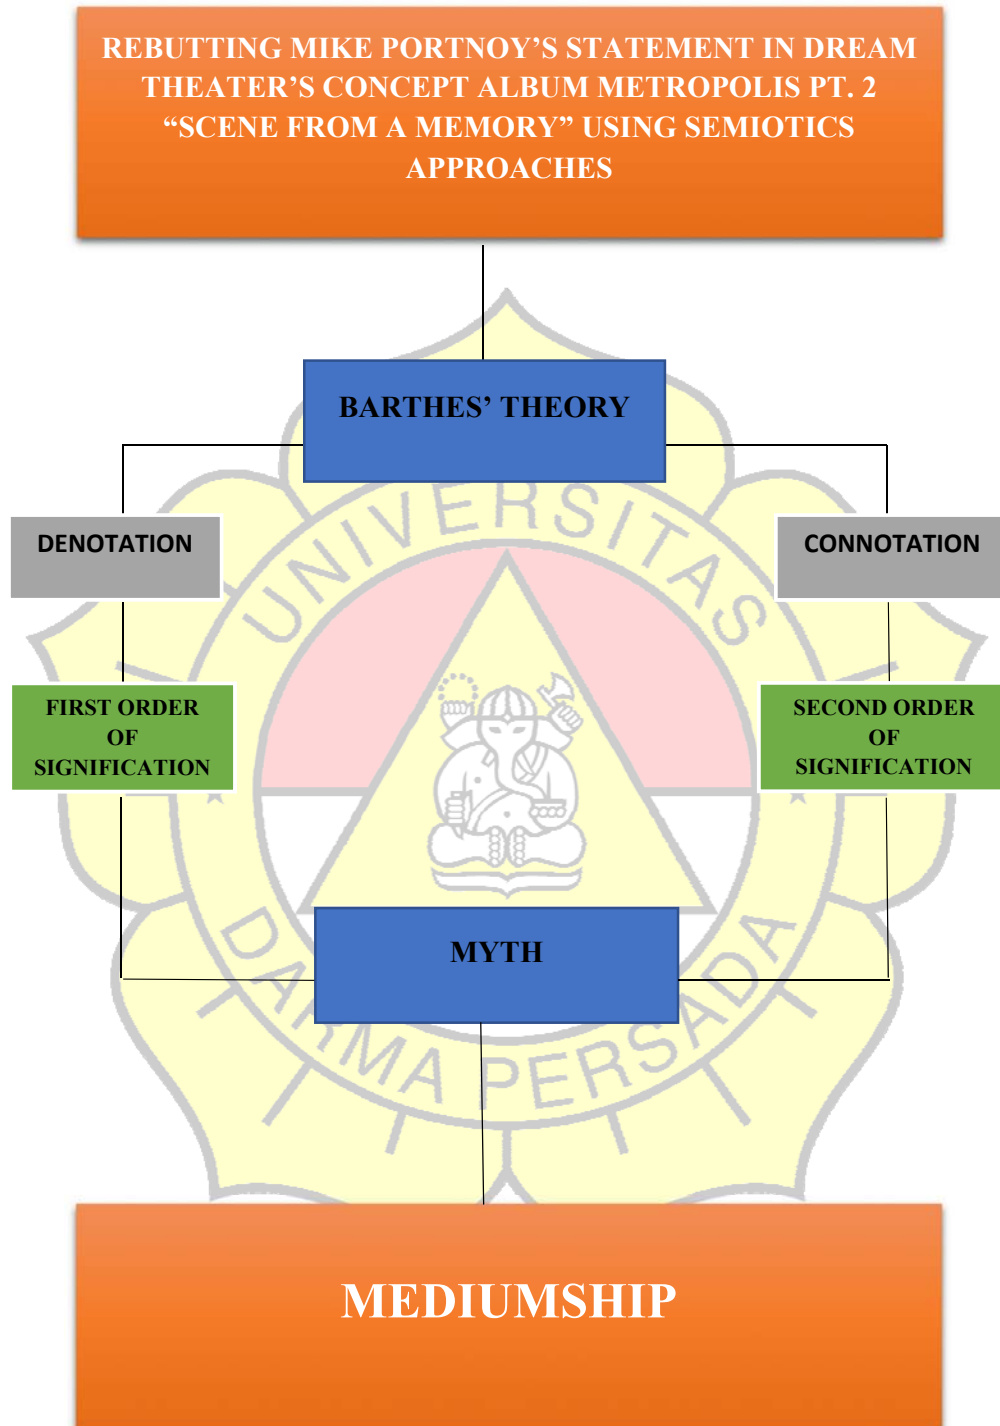 REBUTTING MIKE PORTNOY’S STATEMENT IN DREAM
THEATER’S CONCEPT ALBUM METROPOLIS PT. 2
“SCENE FROM A MEMORY” USING SEMIOTICS
APPROACHES
BARTHES’ THEORY
UNIVERSITAS
DENOTATION
CONNOTATION
FIRST ORDER
OF
SIGNIFICATION
SECOND ORDER
OF
SIGNIFICATION
MYTH
DARMA PERSADA
MEDIUMSHIP